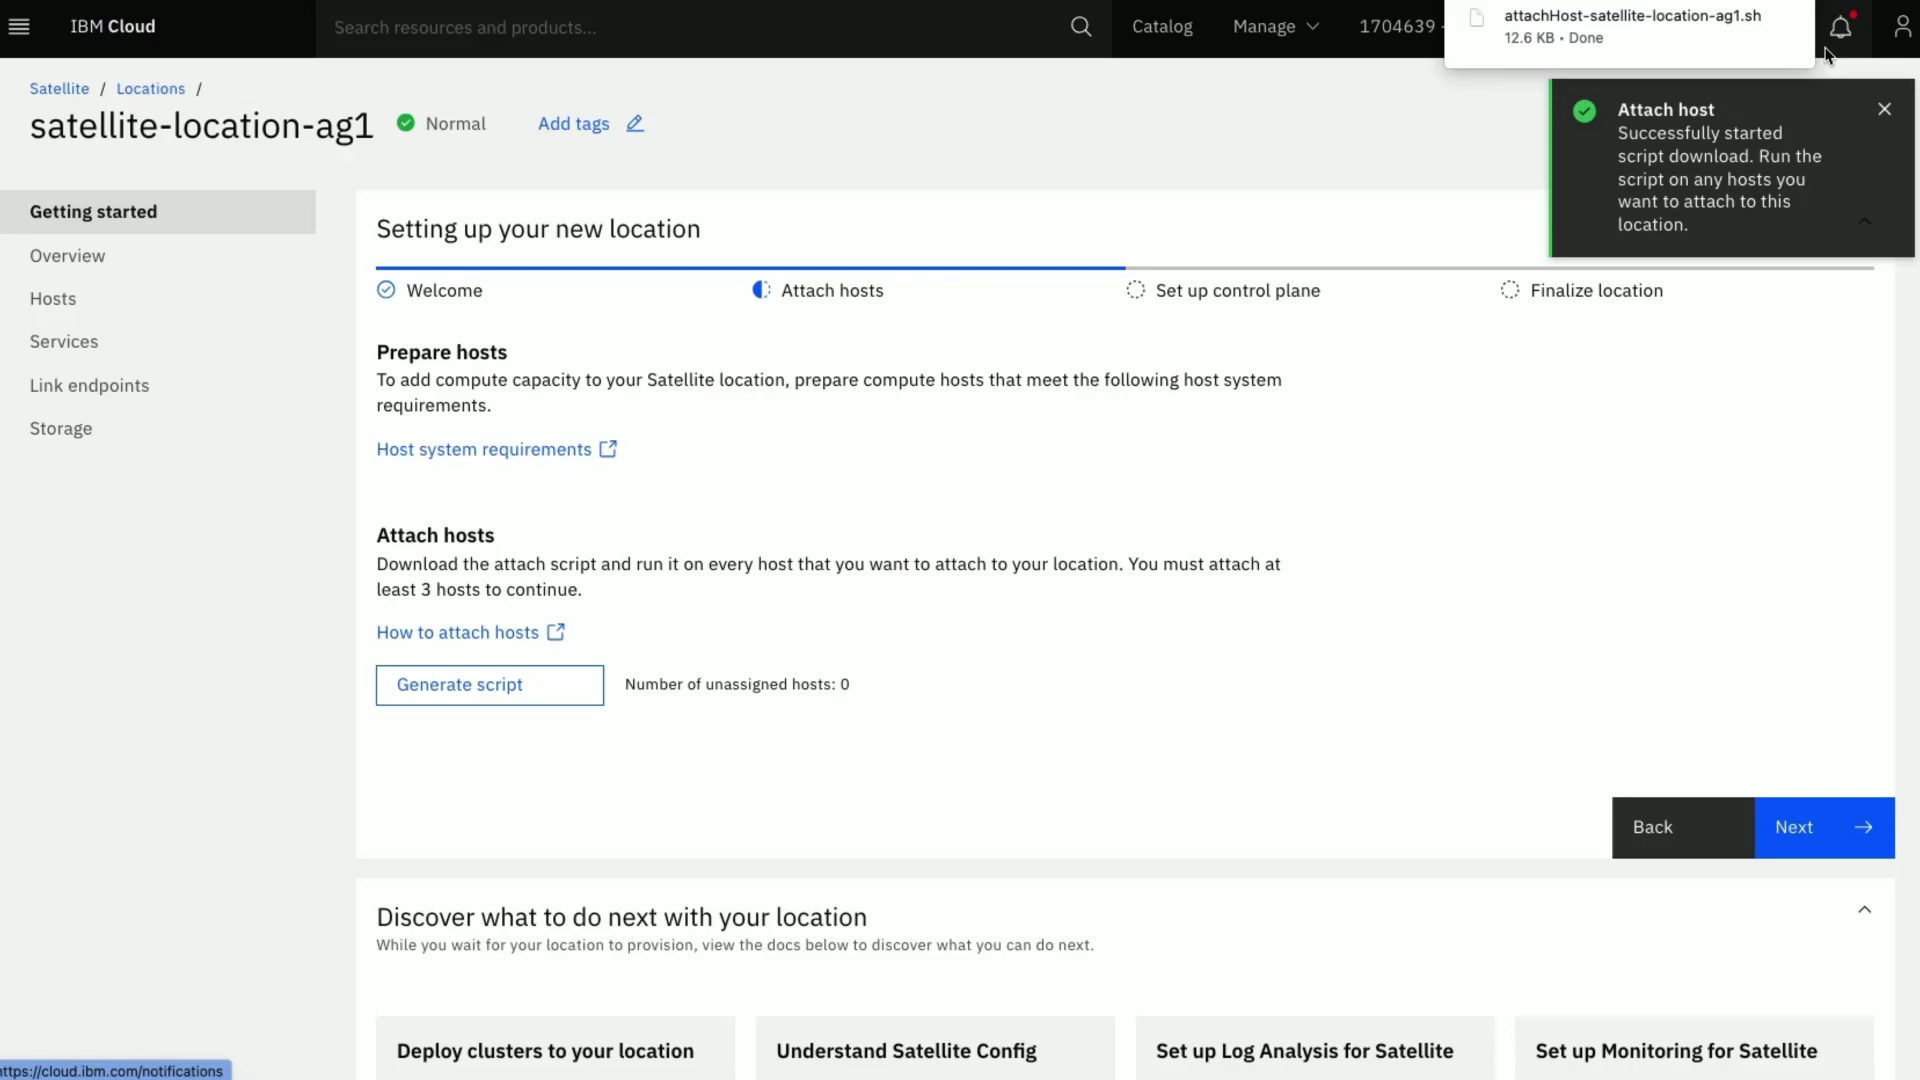 IBM Cloud
Search resources and products...
Catalog
Manage
1704639
attachHost-satellite-location-ag1.sh
12.6 KB • Done
Satellite / Locations /
satellite-location-ag1
Normal
Add tags
Attach host
Successfully started
script download. Run the
script on any hosts you
want to attach to this
location.
Getting started
Overview
Hosts
Services
Link endpoints
Storage
Setting up your new location
Welcome
Attach hosts
Set up control plane
Finalize location
Prepare hosts
To add compute capacity to your Satellite location, prepare compute hosts that meet the following host system
requirements.
Host system requirements
Attach hosts
Download the attach script and run it on every host that you want to attach to your location. You must attach at
least 3 hosts to continue.
How to attach hosts
Generate script
Number of unassigned hosts: 0
Back
Next
Discover what to do next with your location
While you wait for your location to provision, view the docs below to discover what you can do next.
Deploy clusters to your location
Understand Satellite Config
Set up Log Analysis for Satellite
Set up Monitoring for Satellite
https://cloud.ibm.com/notifications